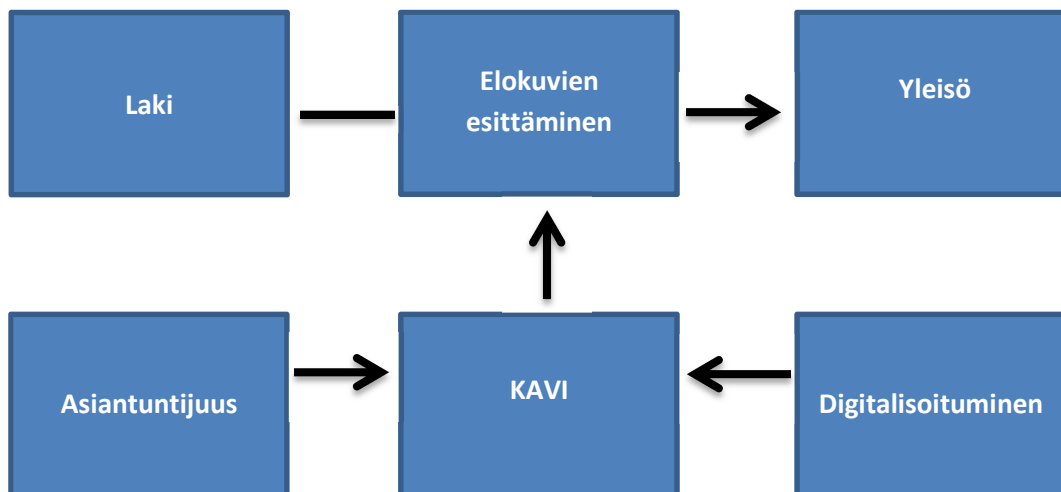 Laki
Elokuvien
esittäminen
Yleisö
Asiantuntijuus
KAVI
Digitalisoituminen